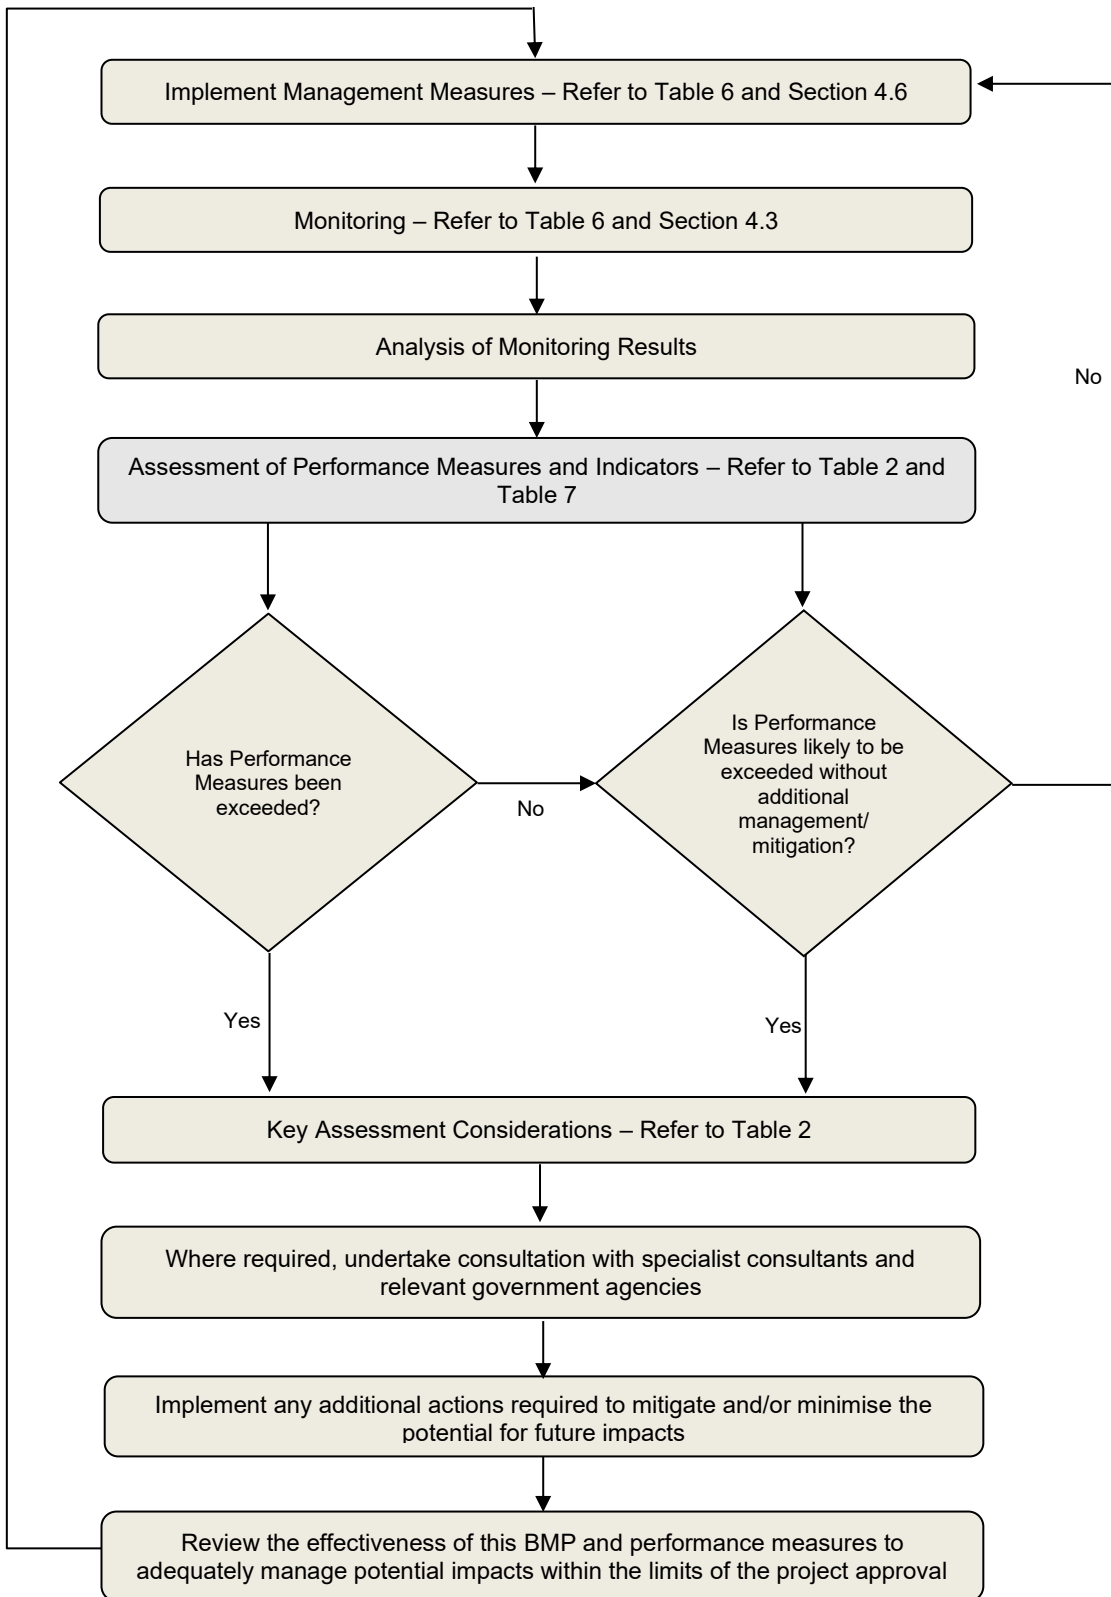 Implement Management Measures – Refer to Table 6 and Section 4.6
Monitoring – Refer to Table 6 and Section 4.3
Analysis of Monitoring Results
No
Assessment of Performance Measures and Indicators – Refer to Table 2 and
Table 7
Has Performance
Measures been
exceeded?
No
Is Performance
Measures likely to be
exceeded without
additional
management/
mitigation?
Yes
Yes
Key Assessment Considerations – Refer to Table 2
Where required, undertake consultation with specialist consultants and
relevant government agencies
Implement any additional actions required to mitigate and/or minimise the
potential for future impacts
Review the effectiveness of this BMP and performance measures to
adequately manage potential impacts within the limits of the project approval